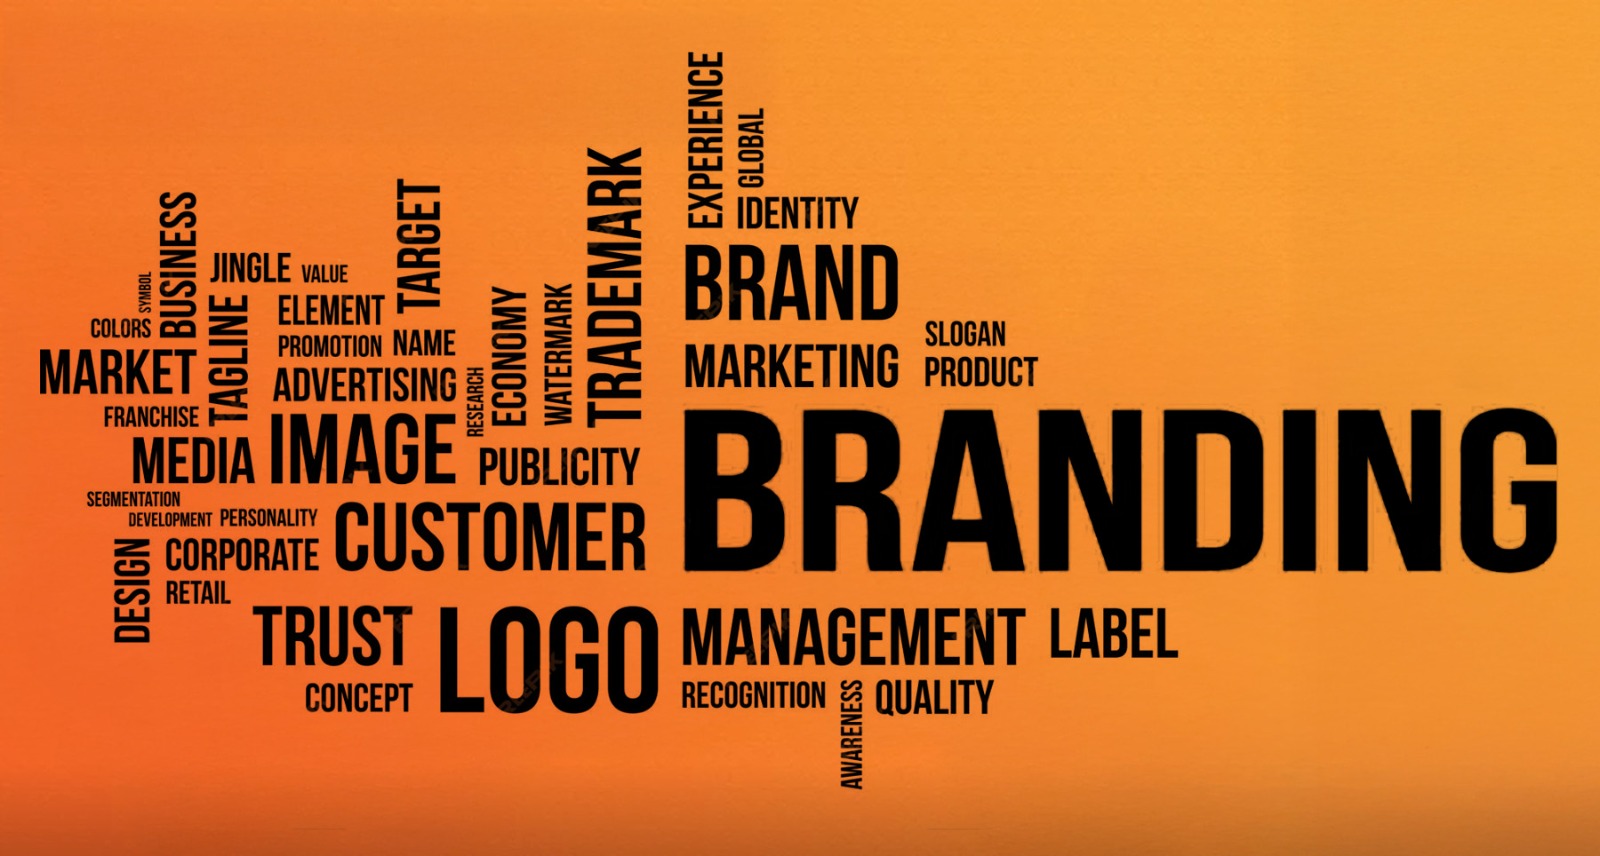 EXPERIENCE
GLOBAL
IDENTITY
BRAND
MARKETING
SLOGAN
PRODUCT
BRANDING
TRADEMARK
WATERMARK
ECONOMY
RESEARCH
TARGET
BUSINESS
SYMBOL
JINGLE VALUE
ELEMENT
COLORS
TAGLINE
PROMOTION NAME
MARKET
ADVERTISING
FRANCHISE
MEDIA IMAGE
PUBLICITY
SEGMENTATION
DEVELOPMENT PERSONALITY
CUSTOMER
DESIGN
CORPORATE
RETAIL
TRUST LOGO MANAGEMENT LABEL
CONCEPT
RECOGNITION
AWARENESS
QUALITY